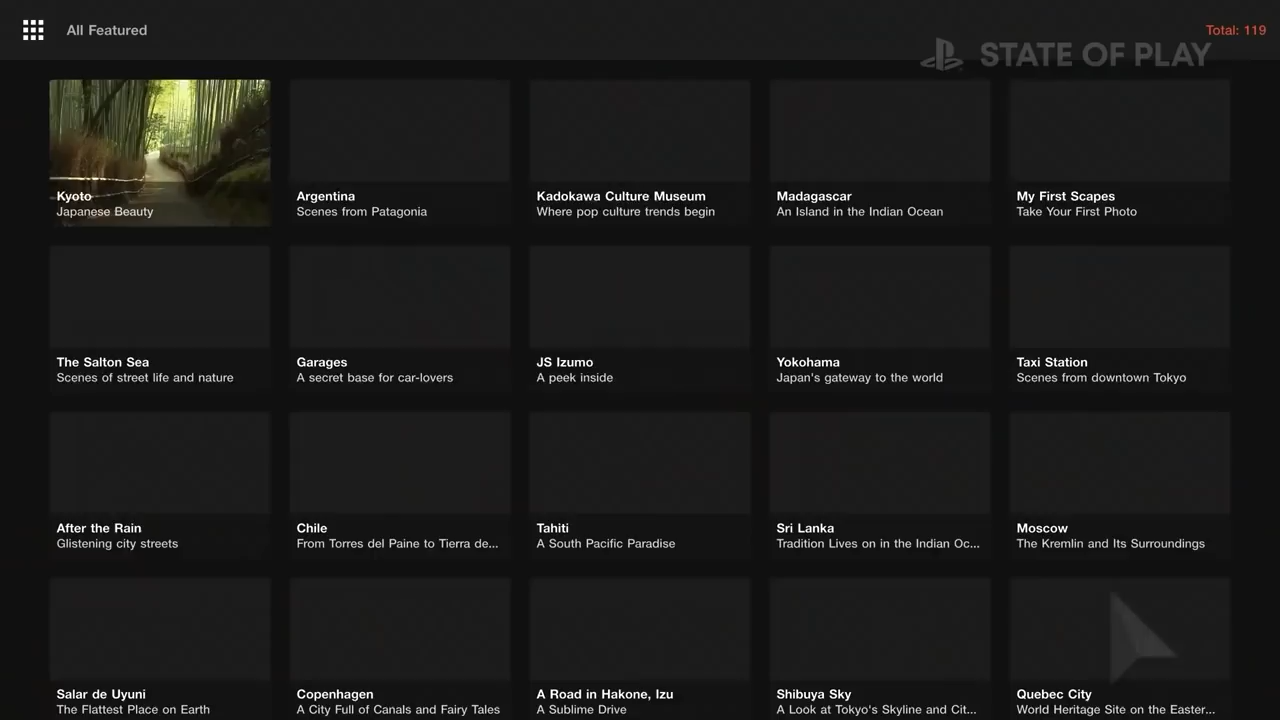 All Featured
Total: 119
STATE OF PLAY
Kyoto
Japanese Beauty
Argentina
Scenes from Patagonia
Kadokawa Culture Museum
Where pop culture trends begin
Madagascar
An Island in the Indian Ocean
My First Scapes
Take Your First Photo
The Salton Sea
Scenes of street life and nature
Garages
A secret base for car-lovers
JS Izumo
A peek inside
Yokohama
Japan's gateway to the world
Taxi Station
Scenes from downtown Tokyo
After the Rain
Glistening city streets
Chile
From Torres del Paine to Tierra de...
Tahiti
A South Pacific Paradise
Sri Lanka
Tradition Lives on in the Indian Oc...
Moscow
The Kremlin and Its Surroundings
Salar de Uyuni
The Flattest Place on Earth
Copenhagen
A City Full of Canals and Fairy Tales
A Road in Hakone, Izu
A Sublime Drive
Shibuya Sky
A Look at Tokyo's Skyline and Cit...
Quebec City
World Heritage Site on the Easter...